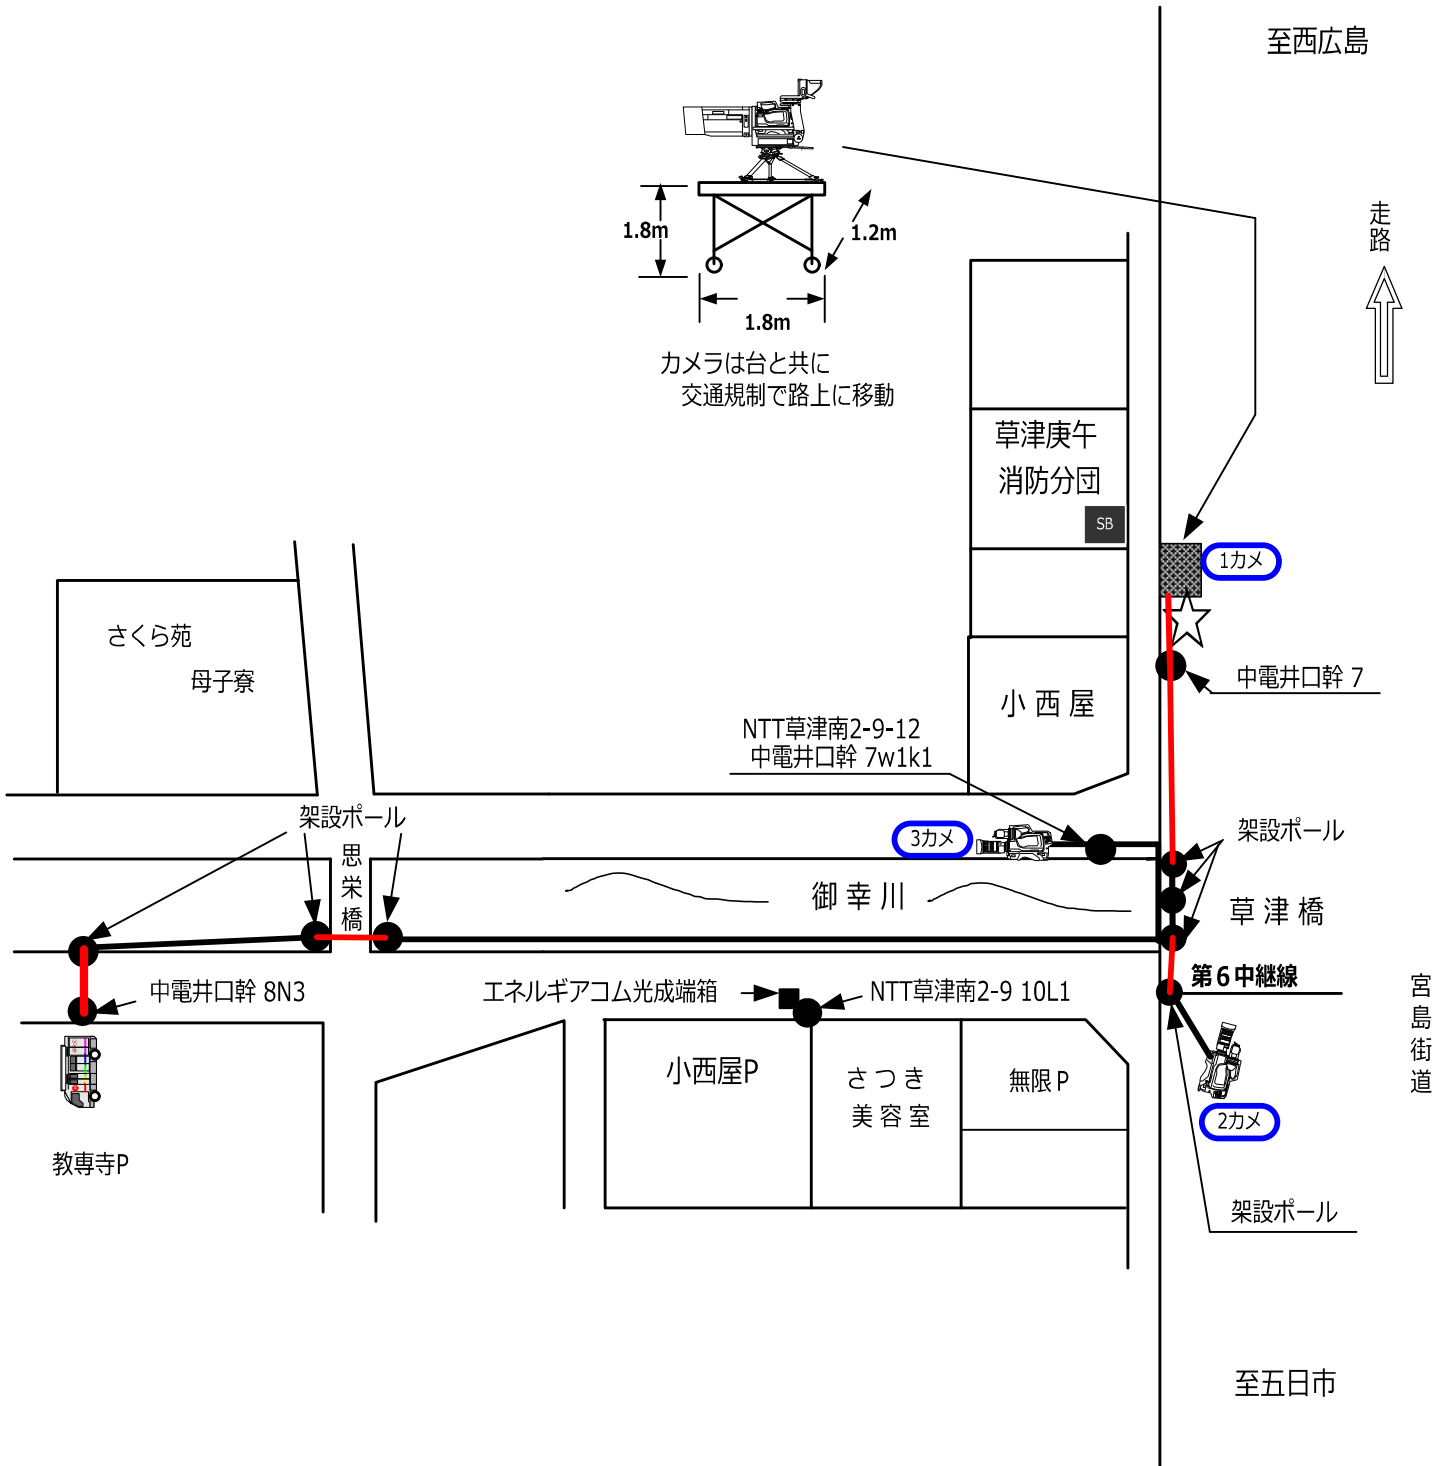 至西広島
走路
1.8m
1.2m
1.8m
カメラは台と共に
交通規制で路上に移動
草津庚午
消防分団
SB
1カメ
さくら苑
母子寮
中電井口幹 7
小 西 屋
NTT草津南2-9-12
中電井口幹 7w1k1
架設ポール
3カメ
架設ポール
思栄橋
御 幸 川
草 津 橋
第6中継線
宮島街道
中電井口幹 8N3
エネルギアコム光成端箱
NTT草津南2-9 10L1
小西屋P
さ つ き
美 容 室
無限 P
2カメ
教専寺P
架設ポール
至五日市